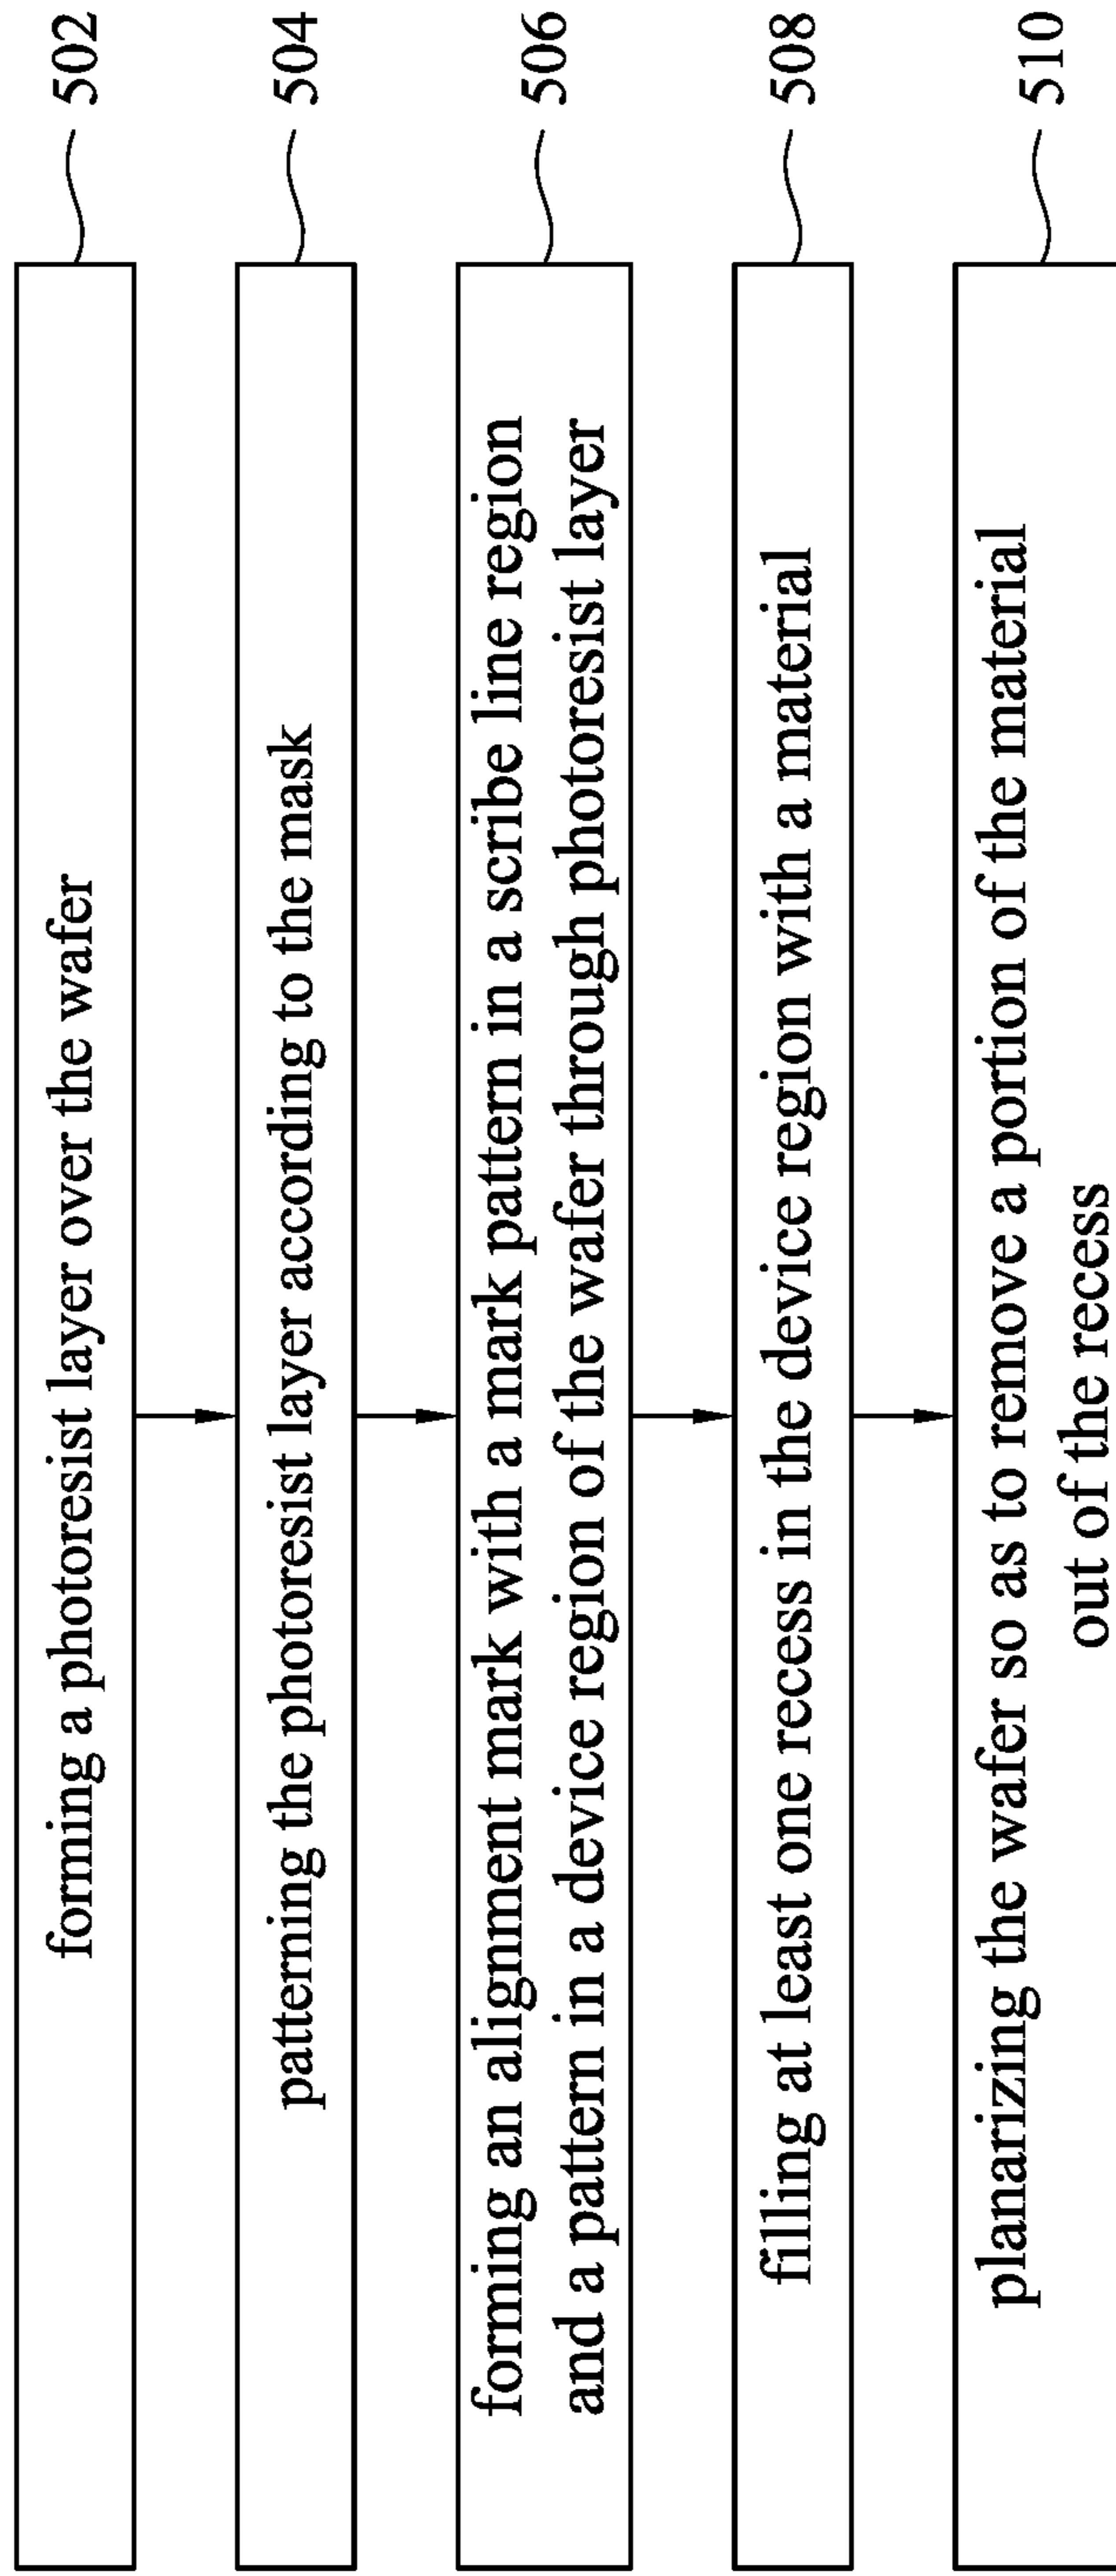 forming a photoresist layer over the wafer
502
patterning the photoresist layer according to the mask
504
forming an alignment mark with a mark pattern in a scribe line region
and a pattern in a device region of the wafer through photoresist layer
506
filling at least one recess in the device region with a material
508
planarizing the wafer so as to remove a portion of the material
out of the recess
510